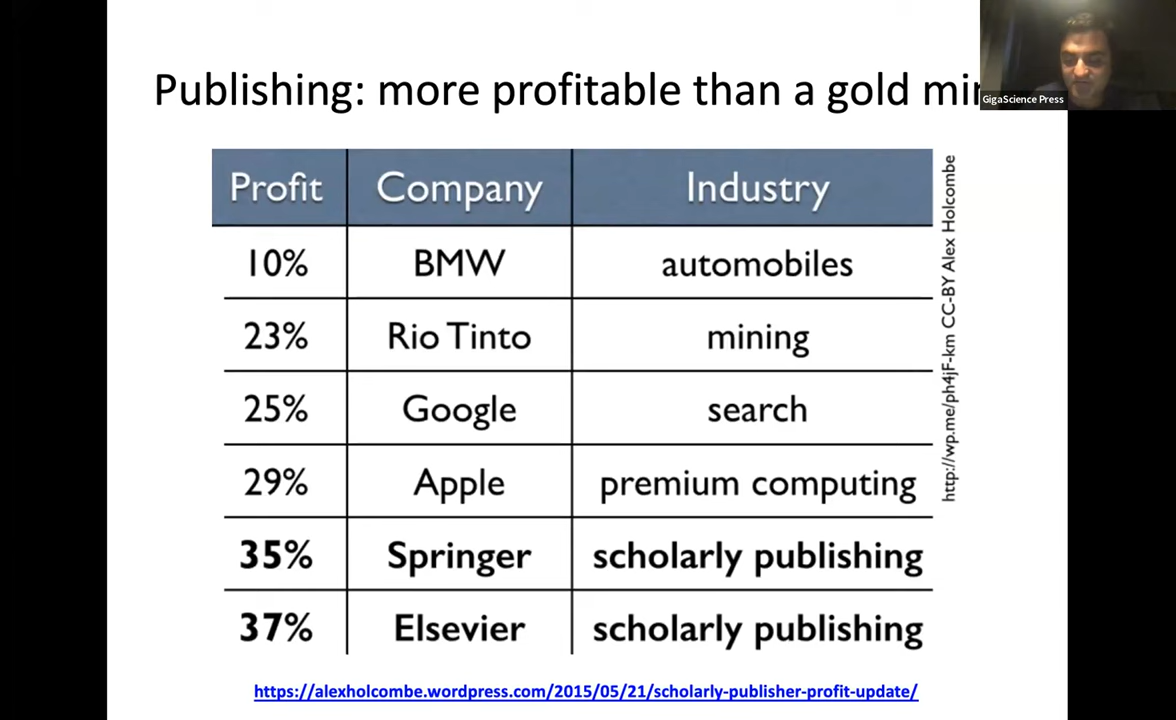 Publishing: more profitable than a gold
GigaScience Press
Profit Company Industry
10% BMW automobiles
23% Rio Tinto mining
25% Google search
29% Apple premium computing
35% Springer scholarly publishing
37% Elsevier scholarly publishing
http://wp.me/ph4jF-km CC-BY Alex Holcombe
https://alexholcombe.wordpress.com/2015/05/21/scholarly-publisher-profit-update/